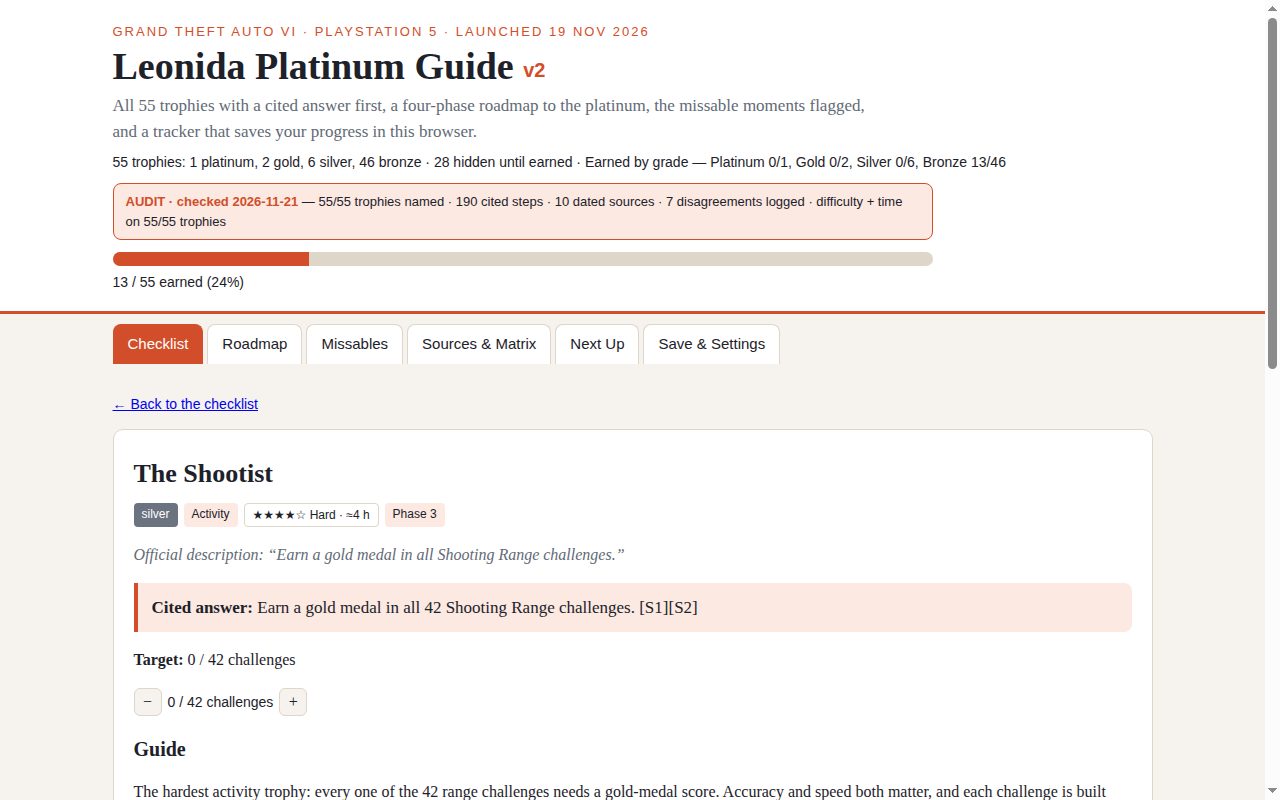 GRAND THEFT AUTO VI · PLAYSTATION 5 · LAUNCHED 19 NOV 2026
Leonida Platinum Guide v2
All 55 trophies with a cited answer first, a four-phase roadmap to the platinum, the missable moments flagged,
and a tracker that saves your progress in this browser.
55 trophies: 1 platinum, 2 gold, 6 silver, 46 bronze · 28 hidden until earned · Earned by grade — Platinum 0/1, Gold 0/2, Silver 0/6, Bronze 13/46
AUDIT · checked 2026-11-21 — 55/55 trophies named · 190 cited steps · 10 dated sources · 7 disagreements logged · difficulty + time
on 55/55 trophies
13 / 55 earned (24%)
Checklist Roadmap Missables Sources & Matrix Next Up Save & Settings
← Back to the checklist
The Shootist
silver Activity ★★★★☆ Hard · ≈4 h Phase 3
Official description: “Earn a gold medal in all Shooting Range challenges.”
Cited answer: Earn a gold medal in all 42 Shooting Range challenges. [S1][S2]
Target: 0 / 42 challenges
− 0 / 42 challenges +
Guide
The hardest activity trophy: every one of the 42 range challenges needs a gold-medal score. Accuracy and speed both matter, and each challenge is built